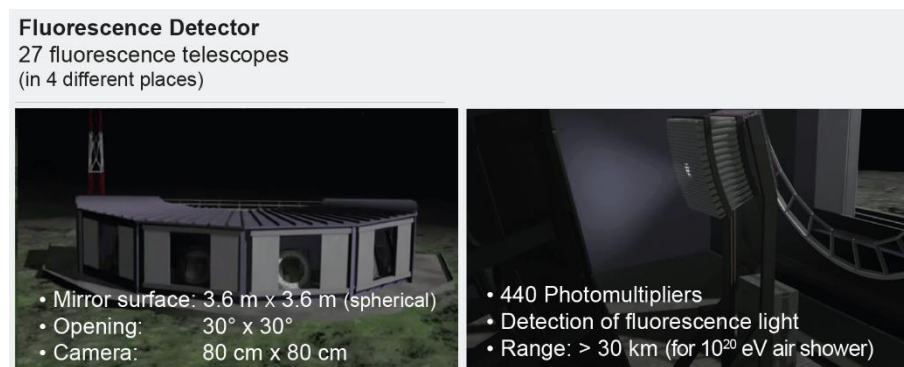 Fluorescence Detector
27 fluorescence telescopes
(in 4 different places)
• Mirror surface: 3.6 m x 3.6 m (spherical)
• Opening: 30° x 30°
• Camera: 80 cm x 80 cm
• 440 Photomultipliers
• Detection of fluorescence light
• Range: > 30 km (for 10²⁰ eV air shower)